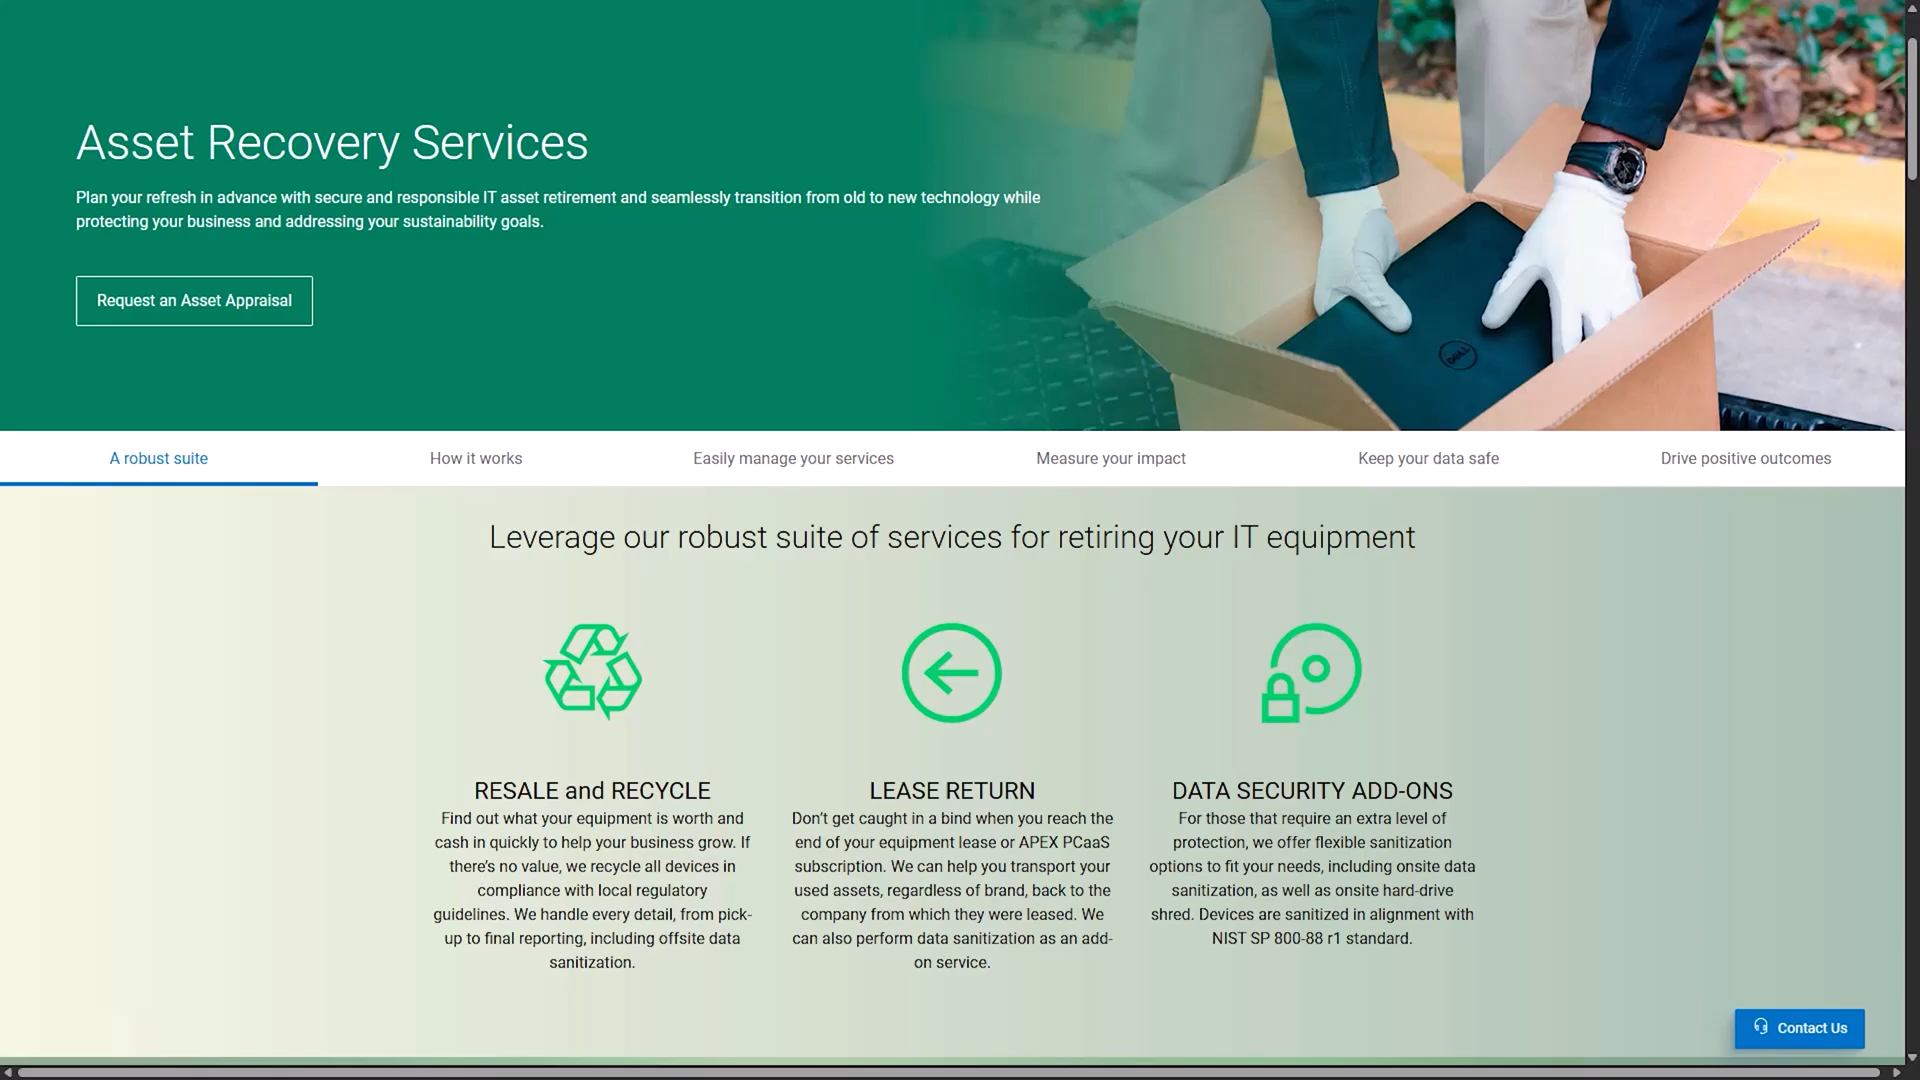 Asset Recovery Services
Plan your refresh in advance with secure and responsible IT asset retirement and seamlessly transition from old to new technology while
protecting your business and addressing your sustainability goals.
Request an Asset Appraisal
DELL
A robust suite
How it works
Easily manage your services
Measure your impact
Keep your data safe
Drive positive outcomes
Leverage our robust suite of services for retiring your IT equipment
RESALE and RECYCLE
Find out what your equipment is worth and
cash in quickly to help your business grow. If
there’s no value, we recycle all devices in
compliance with local regulatory
guidelines. We handle every detail, from pick-
up to final reporting, including offsite data
sanitization.
LEASE RETURN
Don’t get caught in a bind when you reach the
end of your equipment lease or APEX PCaaS
subscription. We can help you transport your
used assets, regardless of brand, back to the
company from which they were leased. We
can also perform data sanitization as an add-
on service.
DATA SECURITY ADD-ONS
For those that require an extra level of
protection, we offer flexible sanitization
options to fit your needs, including onsite data
sanitization, as well as onsite hard-drive
shred. Devices are sanitized in alignment with
NIST SP 800-88 r1 standard.
Contact Us